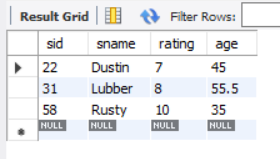 Result Grid Filter Rows:
sid sname rating age
22 Dustin 7 45
31 Lubber 8 55.5
58 Rusty 10 35
NULL NULL NULL NULL